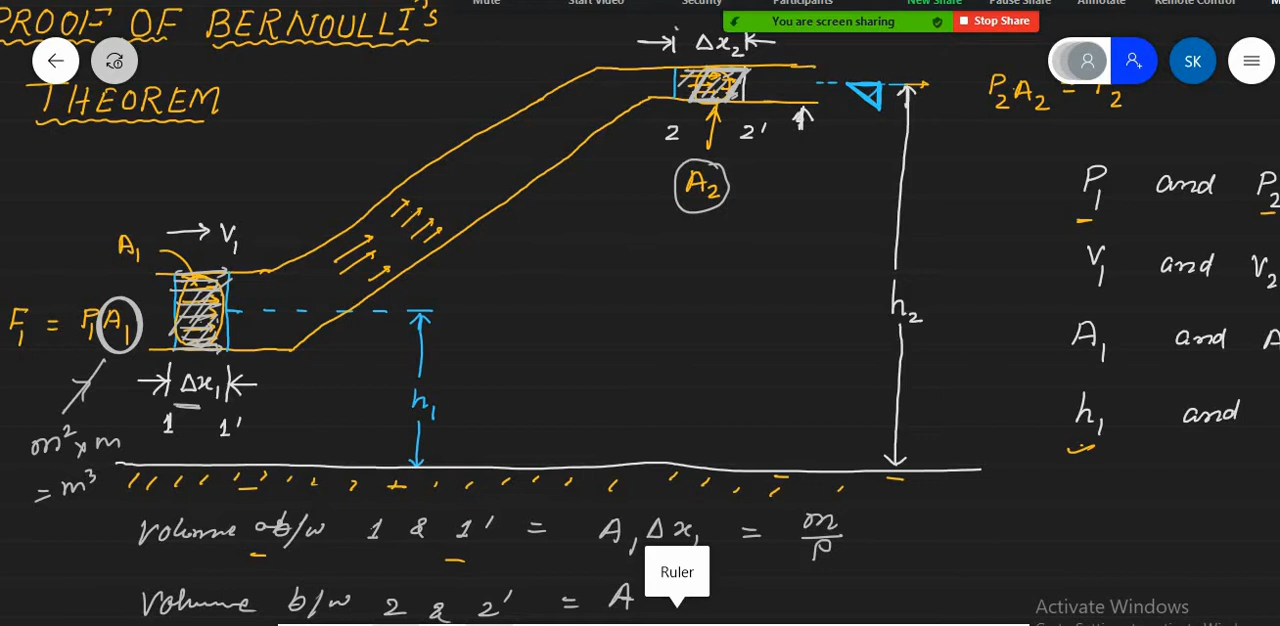 Mute Start Video Security Participants New Share Pause Share Annotate Remote Control
You are screen sharing Stop Share
PROOF OF BERNOULLI'S
THEOREM
Δx₂
P₂A₂ = F₂
SK
2 2'
A₂
P₁ and P₂
V₁
A₁
V₁ and V₂
h₂
F₁ = P₁A₁
A₁ and A
Δx₁
h₁
h₁ and
1 1'
m² x m
= m³
Volume b/w 1 & 1' = A₁Δx₁ = m/ρ
Ruler
Volume b/w 2 & 2' = A
Activate Windows